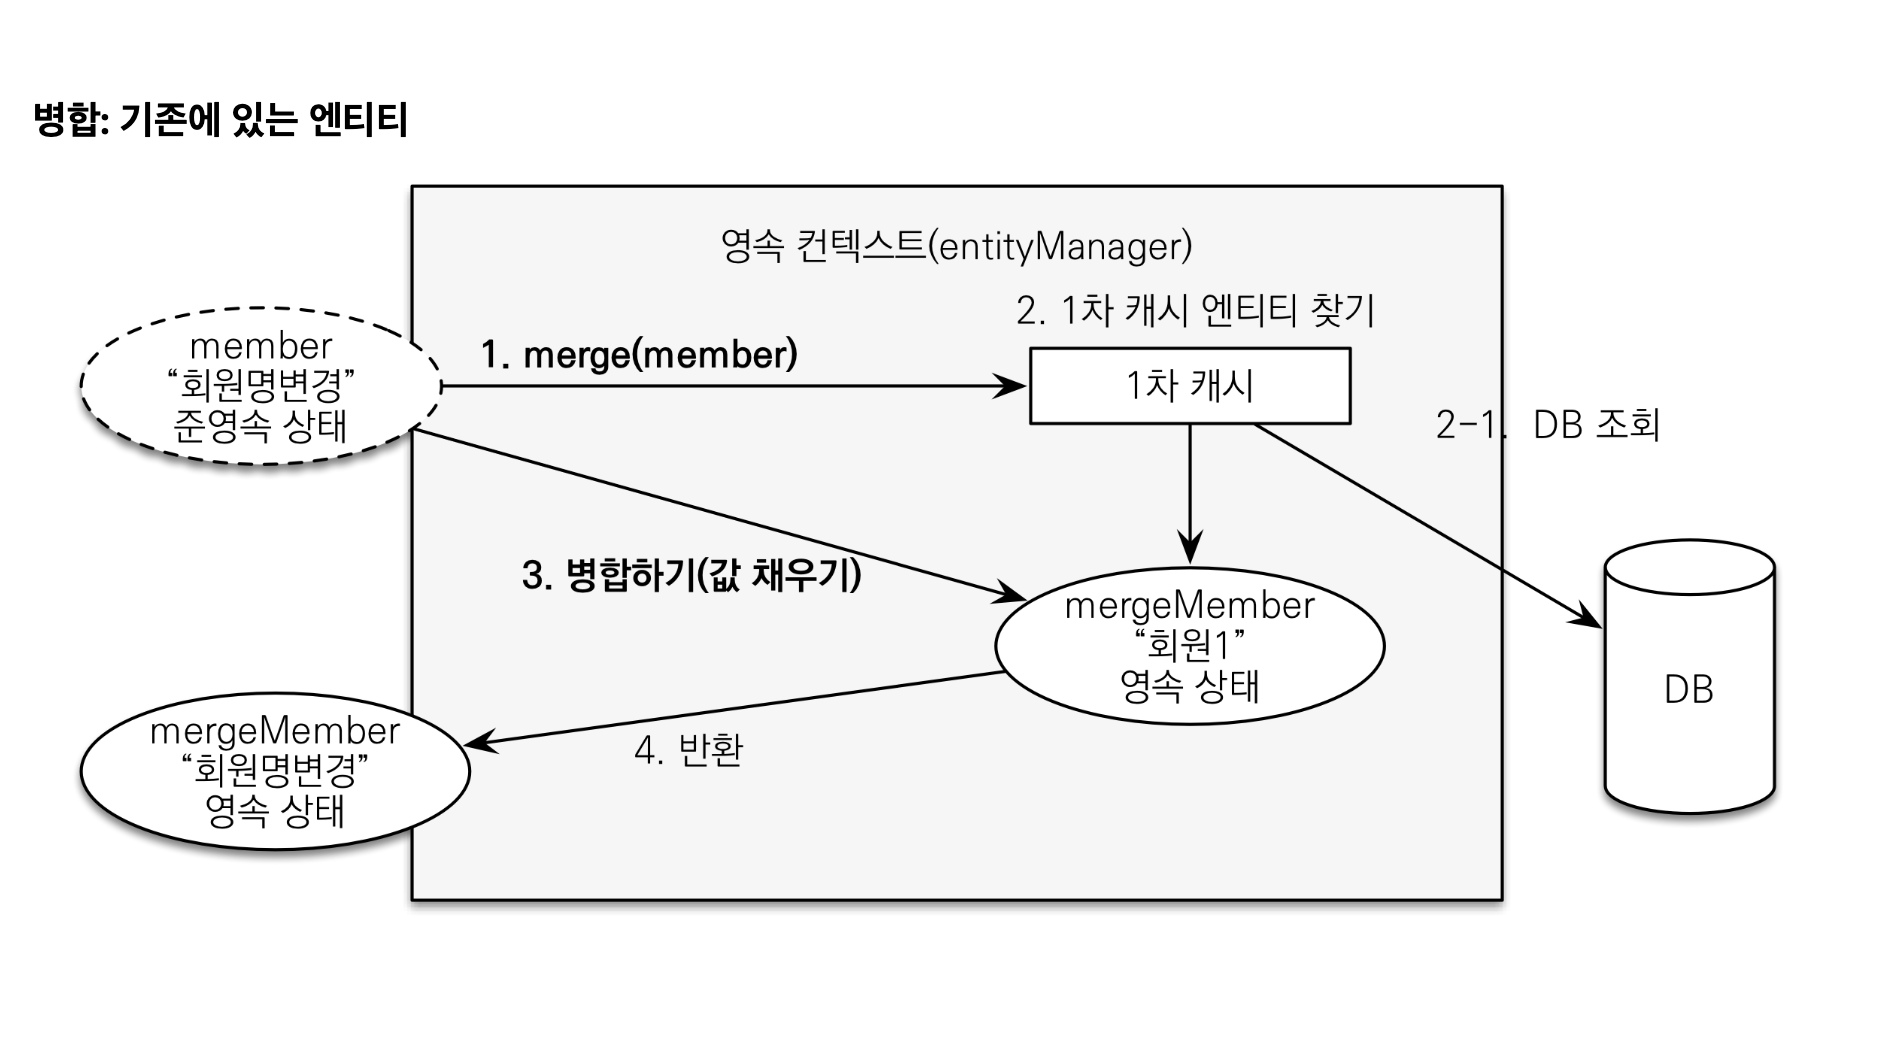 병합: 기존에 있는 엔티티
영속 컨텍스트(entityManager)
2. 1차 캐시 엔티티 찾기
member
“회원명변경”
준영속 상태
1. merge(member)
1차 캐시
2-1. DB 조회
3. 병합하기(값 채우기)
mergeMember
“회원1”
영속 상태
DB
mergeMember
“회원명변경”
영속 상태
4. 반환